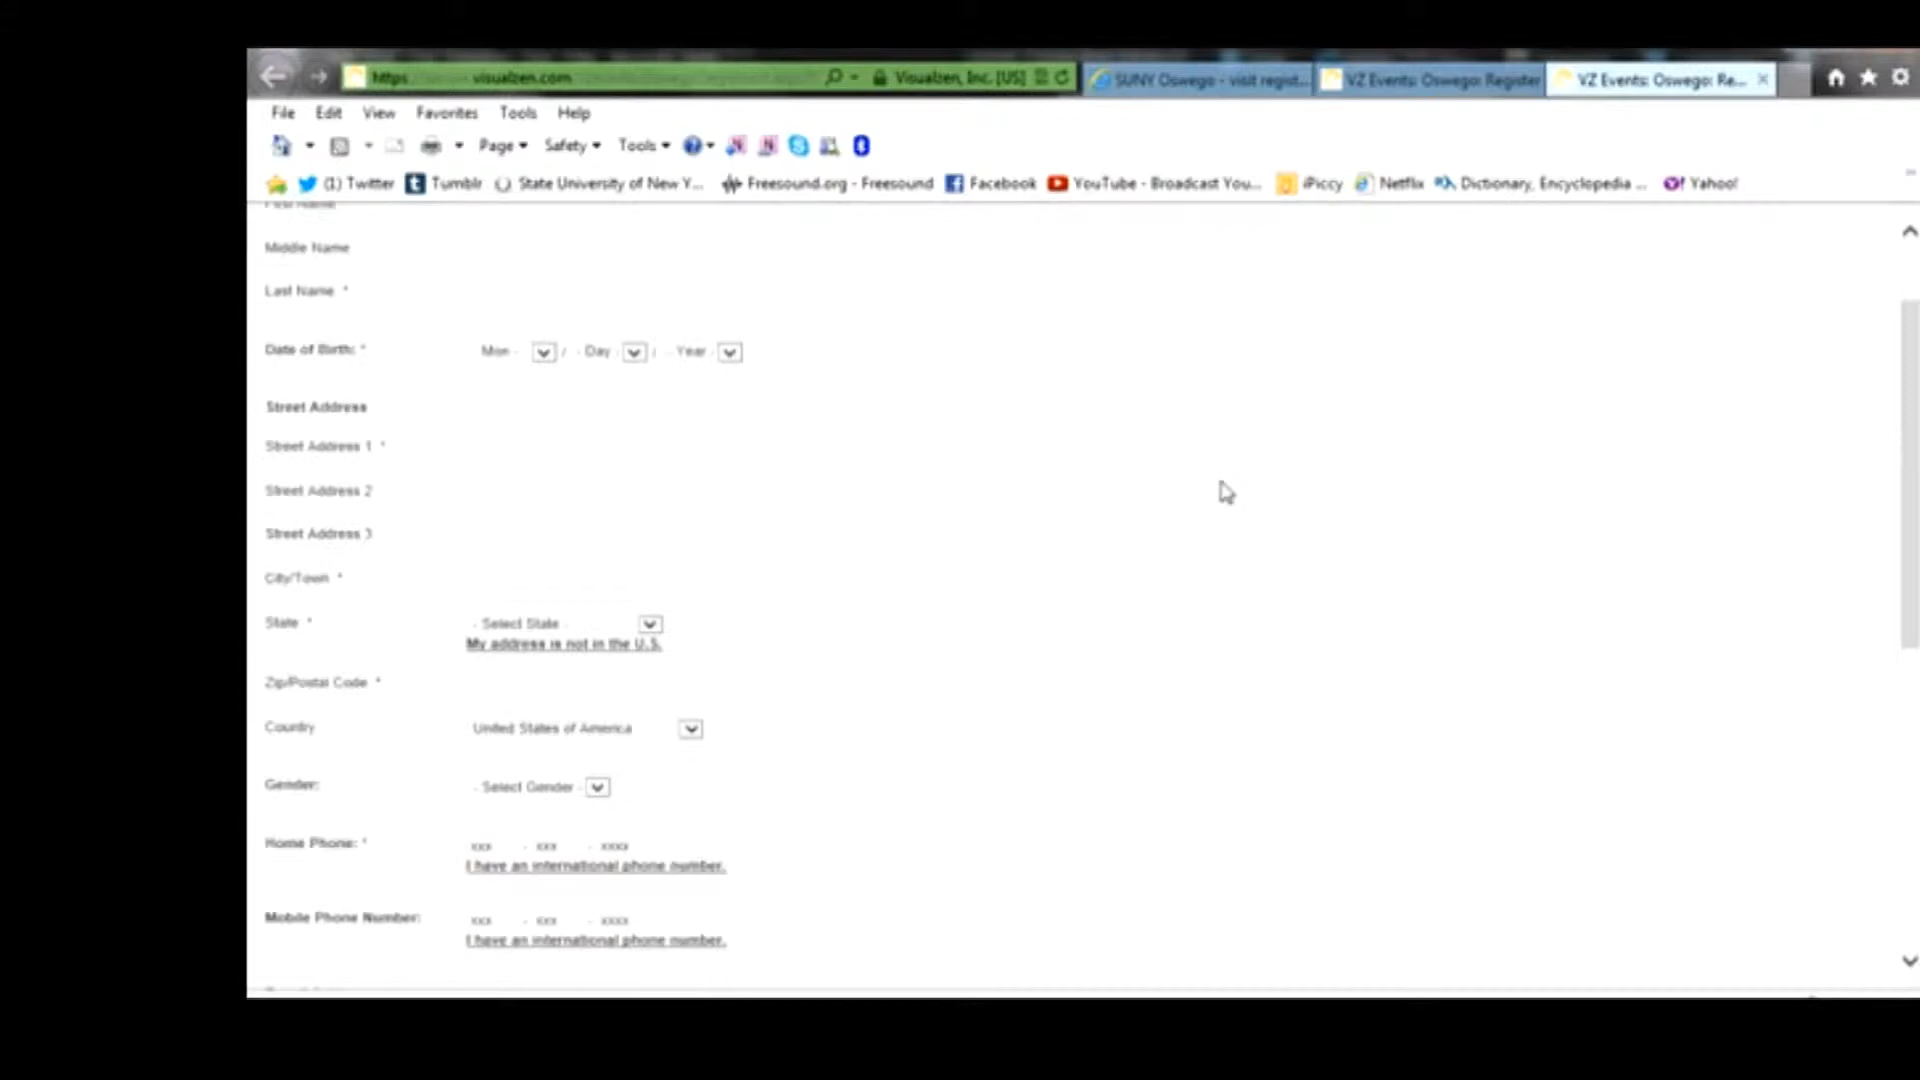 https visualzen.com Visualzen, Inc. [US] SUNY Oswego - visit regist... VZ Events: Oswego: Register VZ Events: Oswego: Re...
File Edit View Favorites Tools Help
Page Safety Tools
(1) Twitter Tumblr State University of New Y... Freesound.org - Freesound Facebook YouTube - Broadcast You... iPiccy Netflix Dictionary, Encyclopedia ... Yahoo!
Middle Name
Last Name *
Date of Birth: * Mon - / - Day / - Year
Street Address
Street Address 1 *
Street Address 2
Street Address 3
City/Town *
State * - Select State -
My address is not in the U.S.
Zip/Postal Code *
Country United States of America
Gender: - Select Gender -
Home Phone: * xxx - xxx - xxxx
I have an international phone number.
Mobile Phone Number: xxx - xxx - xxxx
I have an international phone number.